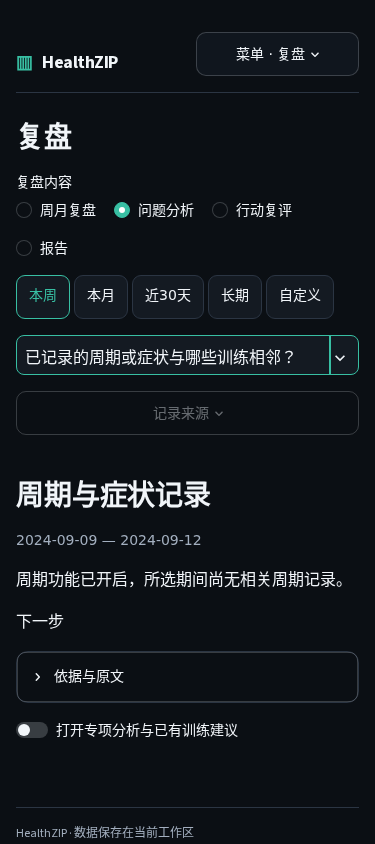 HealthZIP
菜单 · 复盘
复盘
复盘内容
周月复盘
问题分析
行动复评
报告
本周
本月
近30天
长期
自定义
已记录的周期或症状与哪些训练相邻？
记录来源
周期与症状记录
2024-09-09 — 2024-09-12
周期功能已开启，所选期间尚无相关周期记录。
下一步
依据与原文
打开专项分析与已有训练建议
HealthZIP · 数据保存在当前工作区